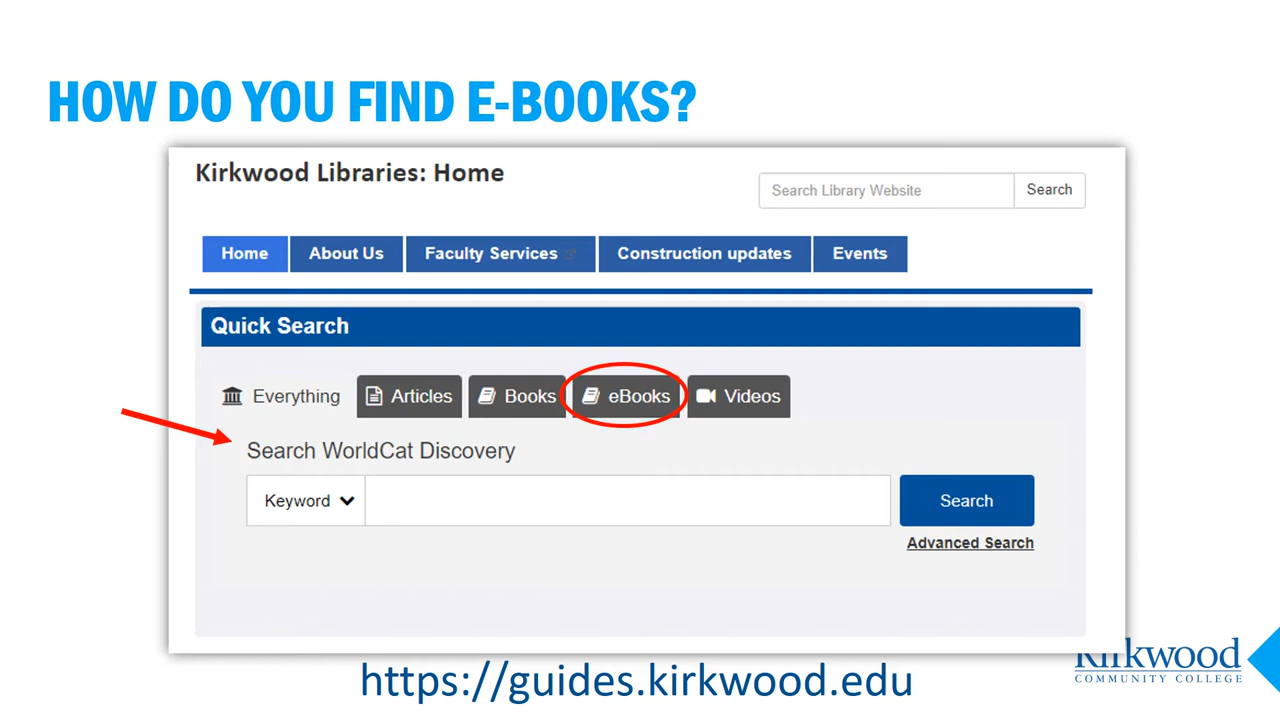 HOW DO YOU FIND E-BOOKS?
Kirkwood Libraries: Home
Search Library Website Search
Home About Us Faculty Services Construction updates Events
Quick Search
Everything Articles Books eBooks Videos
Search WorldCat Discovery
Keyword Search
Advanced Search
https://guides.kirkwood.edu
Kirkwood
COMMUNITY COLLEGE